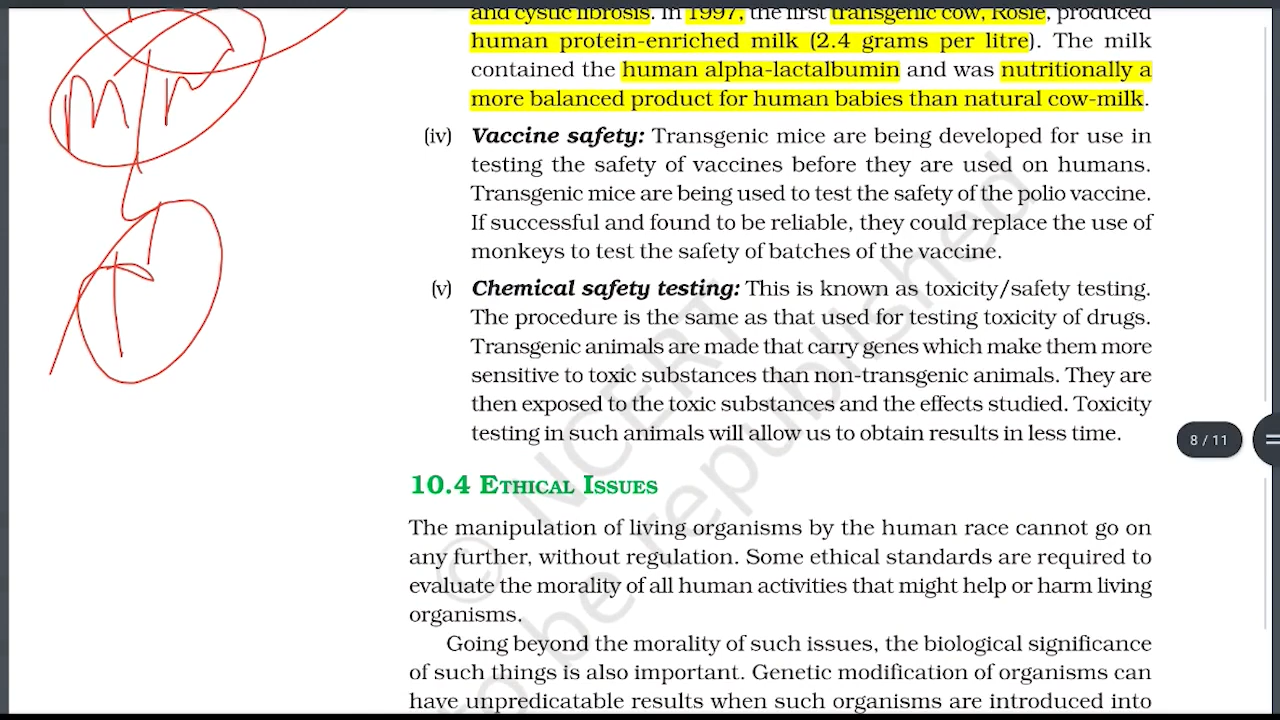 and cystic fibrosis. In 1997, the first transgenic cow, Rosie, produced
human protein-enriched milk (2.4 grams per litre). The milk
contained the human alpha-lactalbumin and was nutritionally a
more balanced product for human babies than natural cow-milk.
(iv) Vaccine safety: Transgenic mice are being developed for use in
testing the safety of vaccines before they are used on humans.
Transgenic mice are being used to test the safety of the polio vaccine.
If successful and found to be reliable, they could replace the use of
monkeys to test the safety of batches of the vaccine.
(v) Chemical safety testing: This is known as toxicity/safety testing.
The procedure is the same as that used for testing toxicity of drugs.
Transgenic animals are made that carry genes which make them more
sensitive to toxic substances than non-transgenic animals. They are
then exposed to the toxic substances and the effects studied. Toxicity
testing in such animals will allow us to obtain results in less time.
8 / 11
10.4 ETHICAL ISSUES
The manipulation of living organisms by the human race cannot go on
any further, without regulation. Some ethical standards are required to
evaluate the morality of all human activities that might help or harm living
organisms.
Going beyond the morality of such issues, the biological significance
of such things is also important. Genetic modification of organisms can
have unpredicatable results when such organisms are introduced into
© NCERT
to be republished